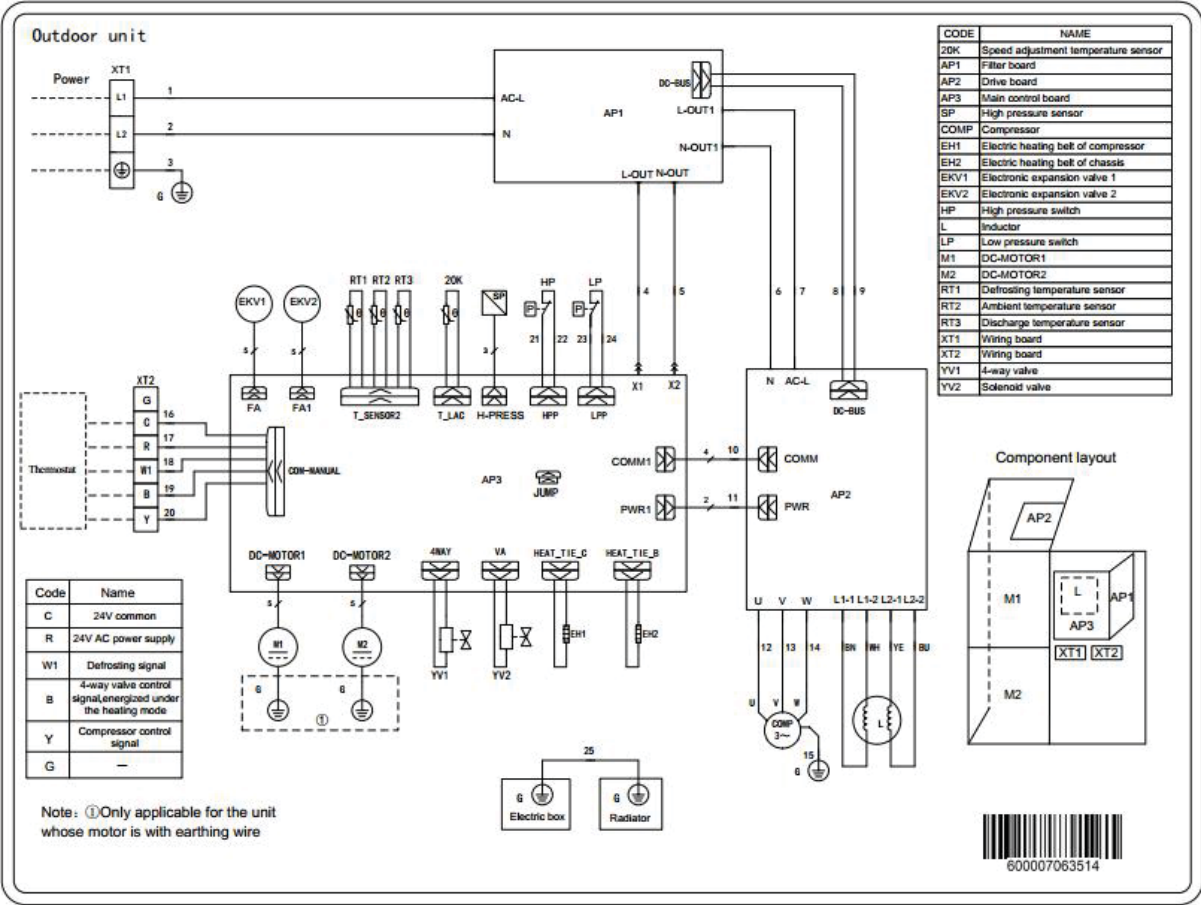 Outdoor unit
Power
XT1
L1
1
L2
2
3
G
AC-L
N
AP1
DC-BUS
L-OUT1
N-OUT1
L-OUT N-OUT
4
5
6
7
8
9
CODE NAME
20K Speed adjustment temperature sensor
AP1 Filter board
AP2 Drive board
AP3 Main control board
SP High pressure sensor
COMP Compressor
EH1 Electric heating belt of compressor
EH2 Electric heating belt of chassis
EKV1 Electronic expansion valve 1
EKV2 Electronic expansion valve 2
HP High pressure switch
L Inductor
LP Low pressure switch
M1 DC-MOTOR1
M2 DC-MOTOR2
RT1 Defrosting temperature sensor
RT2 Ambient temperature sensor
RT3 Discharge temperature sensor
XT1 Wiring board
XT2 Wiring board
YV1 4-way valve
YV2 Solenoid valve
EKV1
EKV2
RT1 RT2 RT3
20K
SP
HP
LP
θ
θ
θ
θ
P
P
21
22
23
24
5
5
3
FA
FA1
T_SENSOR2
T_LAC
H-PRESS
HPP
LPP
X1
X2
N AC-L
DC-BUS
XT2
G
C
16
R
17
W1
18
B
19
Y
20
Thermostat
CON-MANUAL
AP3
JUMP
COMM1
4
10
COMM
PWR1
2
11
PWR
AP2
DC-MOTOR1
DC-MOTOR2
4WAY
VA
HEAT_TIE_C
HEAT_TIE_B
5
5
M1
M2
YV1
YV2
EH1
EH2
G
G
①
U V W L1-1 L1-2 L2-1 L2-2
12
13
14
BN
WH
YE
BU
U
V
W
COMP
3~
L
15
G
Component layout
AP2
M1
L
AP1
AP3
XT1
XT2
M2
Code Name
C 24V common
R 24V AC power supply
W1 Defrosting signal
B 4-way valve control
signal,energized under
the heating mode
Y Compressor control
signal
G —
25
G
Electric box
G
Radiator
Note: ①Only applicable for the unit
whose motor is with earthing wire
600007063514